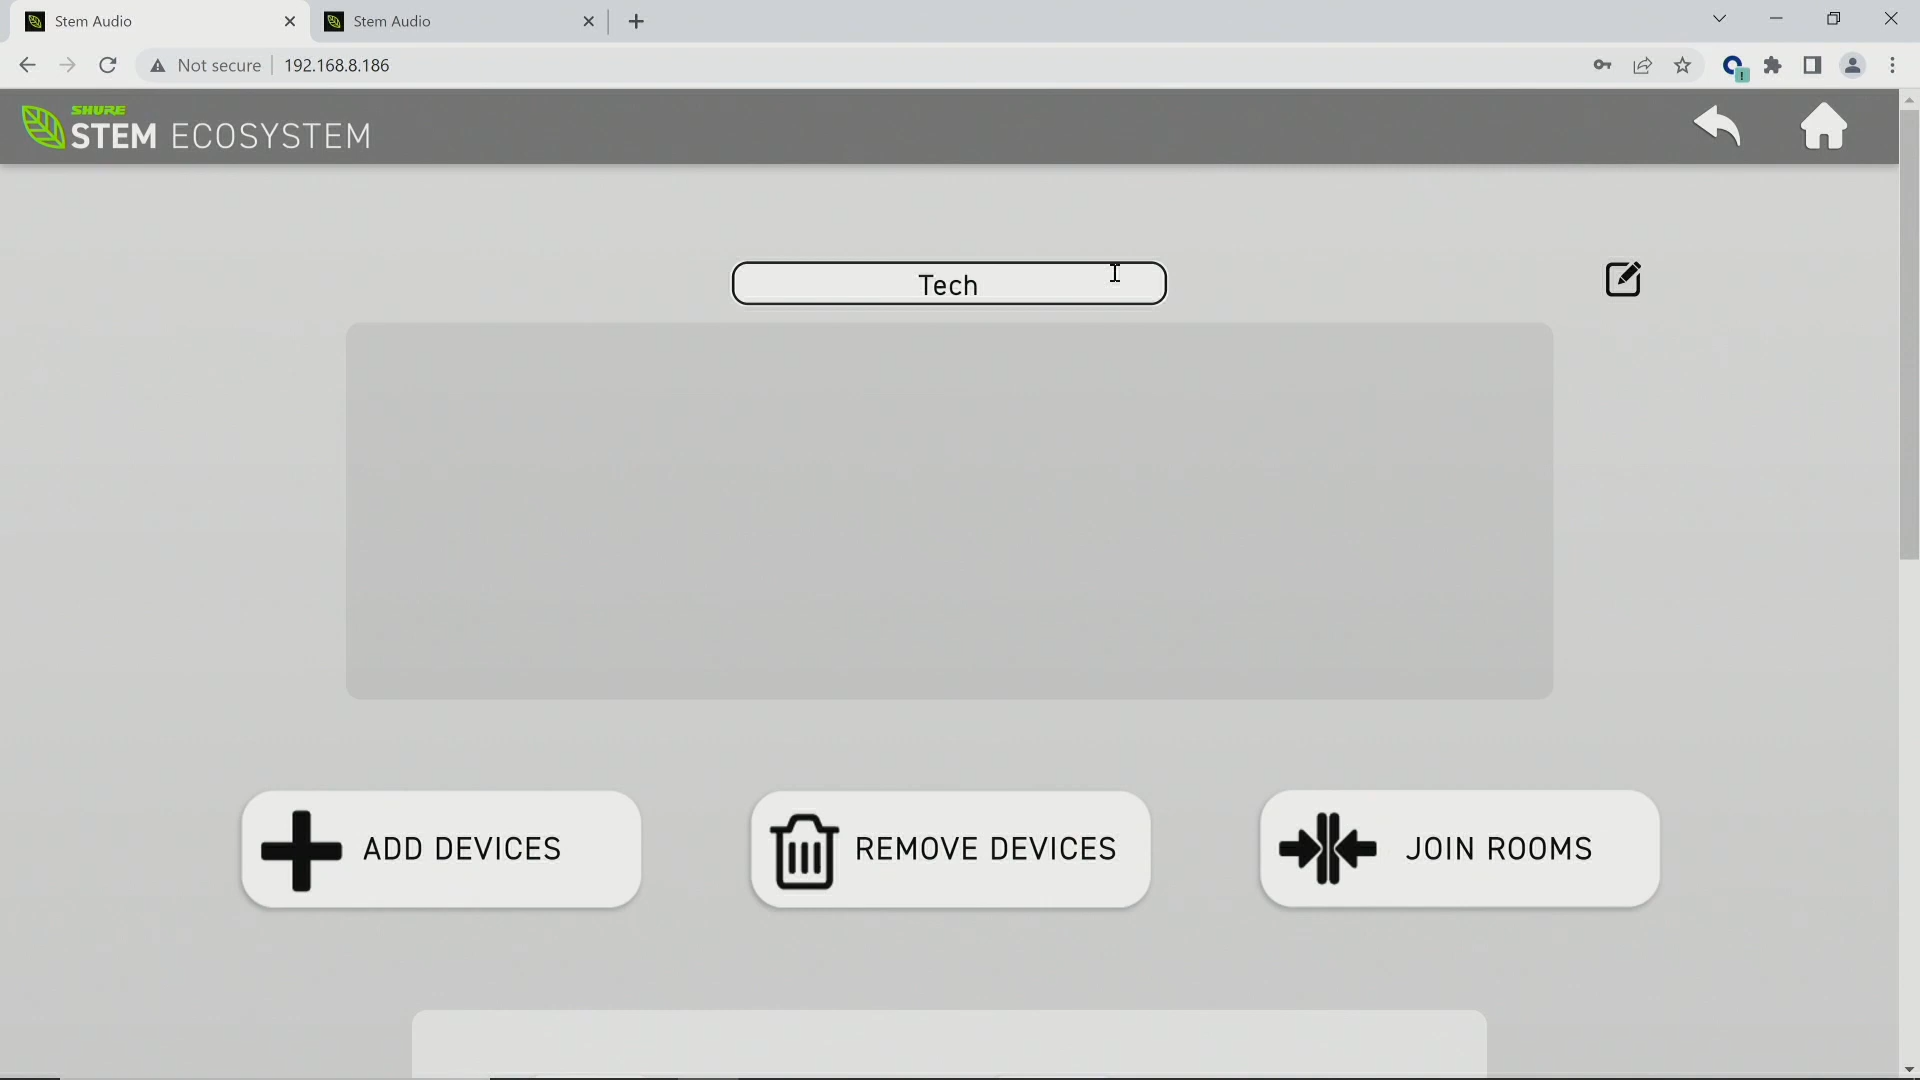 Stem Audio
Stem Audio
Not secure
192.168.8.186
SHURE
STEM ECOSYSTEM
Tech
ADD DEVICES
REMOVE DEVICES
JOIN ROOMS